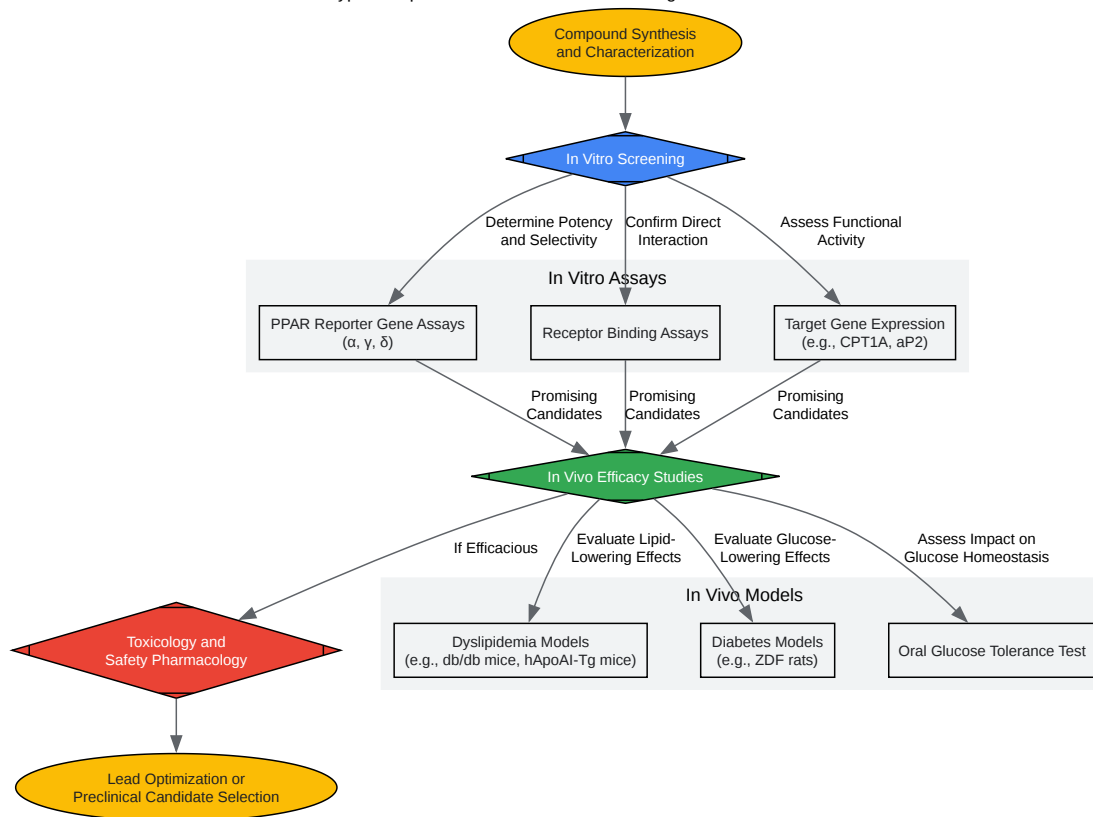 Compound Synthesis
and Characterization
In Vitro Screening
Determine Potency
and Selectivity
Confirm Direct
Interaction
Assess Functional
Activity
In Vitro Assays
PPAR Reporter Gene Assays
(α, γ, δ)
Receptor Binding Assays
Target Gene Expression
(e.g., CPT1A, aP2)
Promising
Candidates
Promising
Candidates
Promising
Candidates
In Vivo Efficacy Studies
If Efficacious
Evaluate Lipid-
Lowering Effects
Evaluate Glucose-
Lowering Effects
Assess Impact on
Glucose Homeostasis
In Vivo Models
Toxicology and
Safety Pharmacology
Dyslipidemia Models
(e.g., db/db mice, hApoAI-Tg mice)
Diabetes Models
(e.g., ZDF rats)
Oral Glucose Tolerance Test
Lead Optimization or
Preclinical Candidate Selection